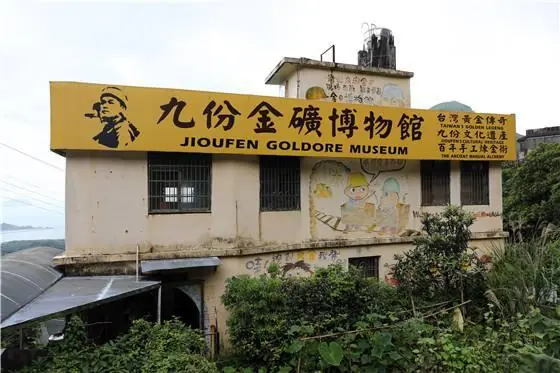 九份金礦博物館
JIOUFEN GOLDORE MUSEUM
台灣黃金傳奇
TAIWAN'S GOLDEN LEGEND
九份文化遺產
JIOUFEN'S CULTURAL HERITAGE
百年手工煉金術
THE ANCIENT MANUAL ALCHEMY